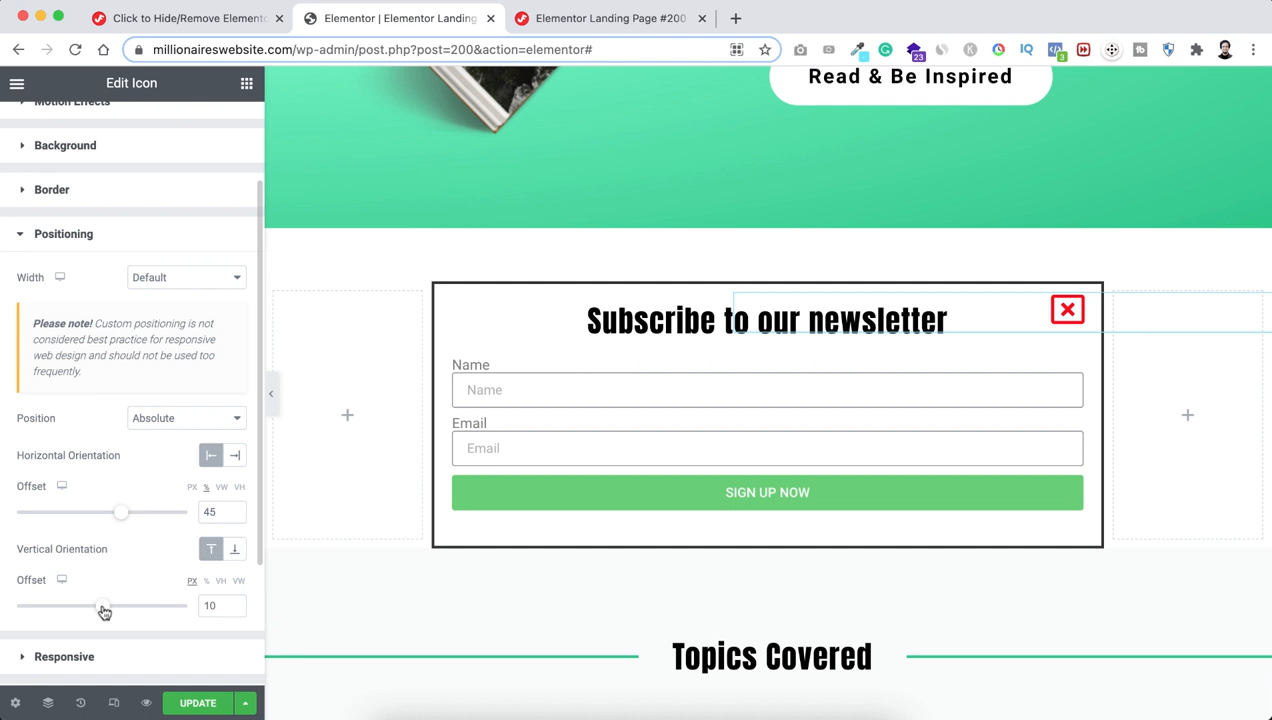 Click to Hide/Remove Element
Elementor | Elementor Landing
Elementor Landing Page #200
millionaireswebsite.com/wp-admin/post.php?post=200&action=elementor#
23
IQ
3
K
Edit Icon
Motion Effects
Background
Border
Positioning
Width
Default
Please note! Custom positioning is not
considered best practice for responsive
web design and should not be used too
frequently.
Position
Absolute
Horizontal Orientation
Offset
PX % VW VH
45
Vertical Orientation
Offset
PX % VH VW
10
Responsive
UPDATE
Read & Be Inspired
Subscribe to our newsletter
Name
Name
Email
Email
SIGN UP NOW
Topics Covered